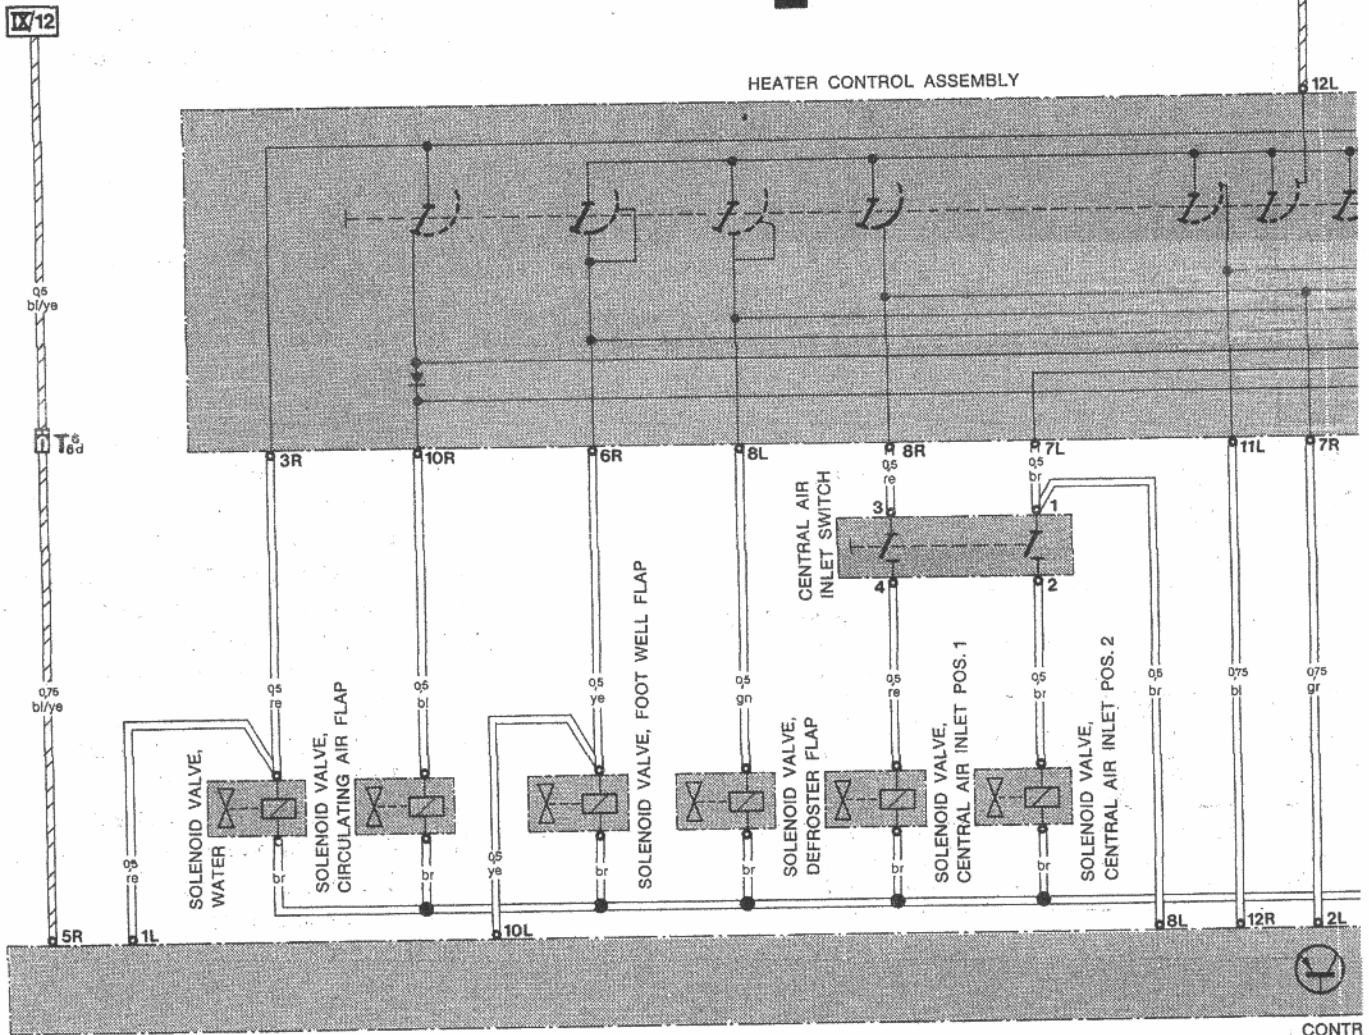 IX/12
HEATER CONTROL ASSEMBLY
12L
0,5
bl/ye
3R
10R
6R
8L
8R
7L
11L
7R
0,5
re
0,5
br
CENTRAL AIR
INLET SWITCH
3
1
4
2
0,75
bl/ye
0,5
re
0,5
bl
0,5
ye
0,5
gn
0,5
re
0,5
br
0,5
br
0,75
bl
0,75
gr
SOLENOID VALVE,
WATER
SOLENOID VALVE,
CIRCULATING AIR FLAP
SOLENOID VALVE, FOOT WELL FLAP
SOLENOID VALVE,
DEFROSTER FLAP
SOLENOID VALVE,
CENTRAL AIR INLET POS. 1
SOLENOID VALVE,
CENTRAL AIR INLET POS. 2
0,5
re
br
br
0,5
ye
br
br
br
br
5R
1L
10L
8L
12R
2L
CONTR